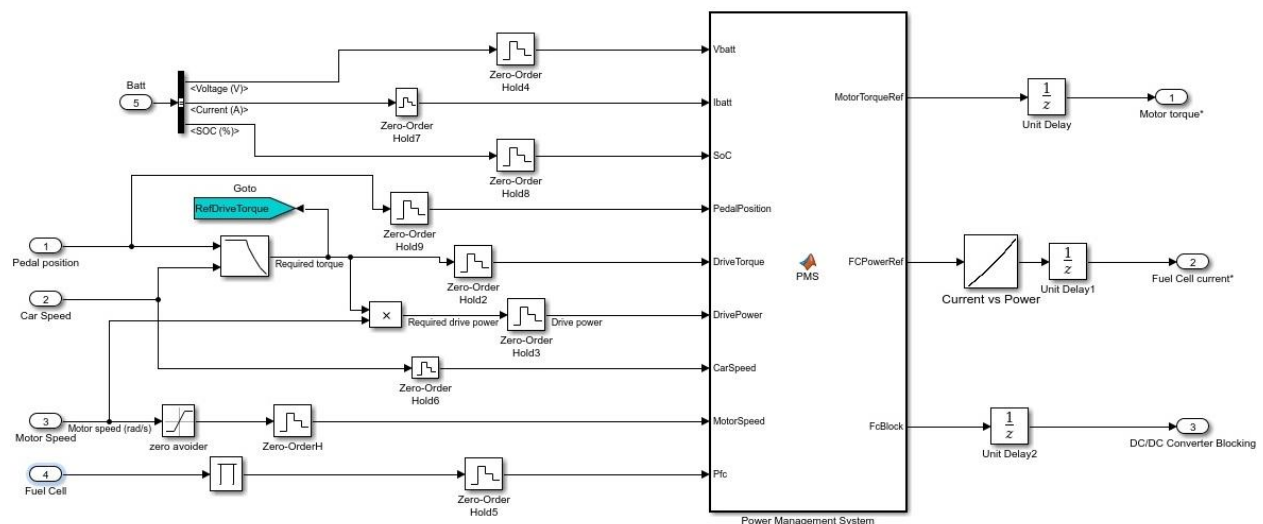 Vbatt
Zero-Order
Hold4
Batt
5
<Voltage (V)>
<Current (A)>
<SOC (%)>
Zero-Order
Hold7
Ibatt
MotorTorqueRef
1
z
Unit Delay
1
Motor torque*
Zero-Order
Hold8
SoC
Goto
RefDriveTorque
Zero-Order
Hold9
PedalPosition
1
Pedal position
Required torque
Zero-Order
Hold2
DriveTorque
PMS
FCPowerRef
Current vs Power
1
z
Unit Delay1
2
Fuel Cell current*
2
Car Speed
×
Required drive power
Zero-Order
Hold3
Drive power
DrivePower
Zero-Order
Hold6
CarSpeed
3
Motor Speed
Motor speed (rad/s)
zero avoider
Zero-OrderH
MotorSpeed
FcBlock
1
z
Unit Delay2
3
DC/DC Converter Blocking
4
Fuel Cell
Zero-Order
Hold5
Pfc
Power Management System